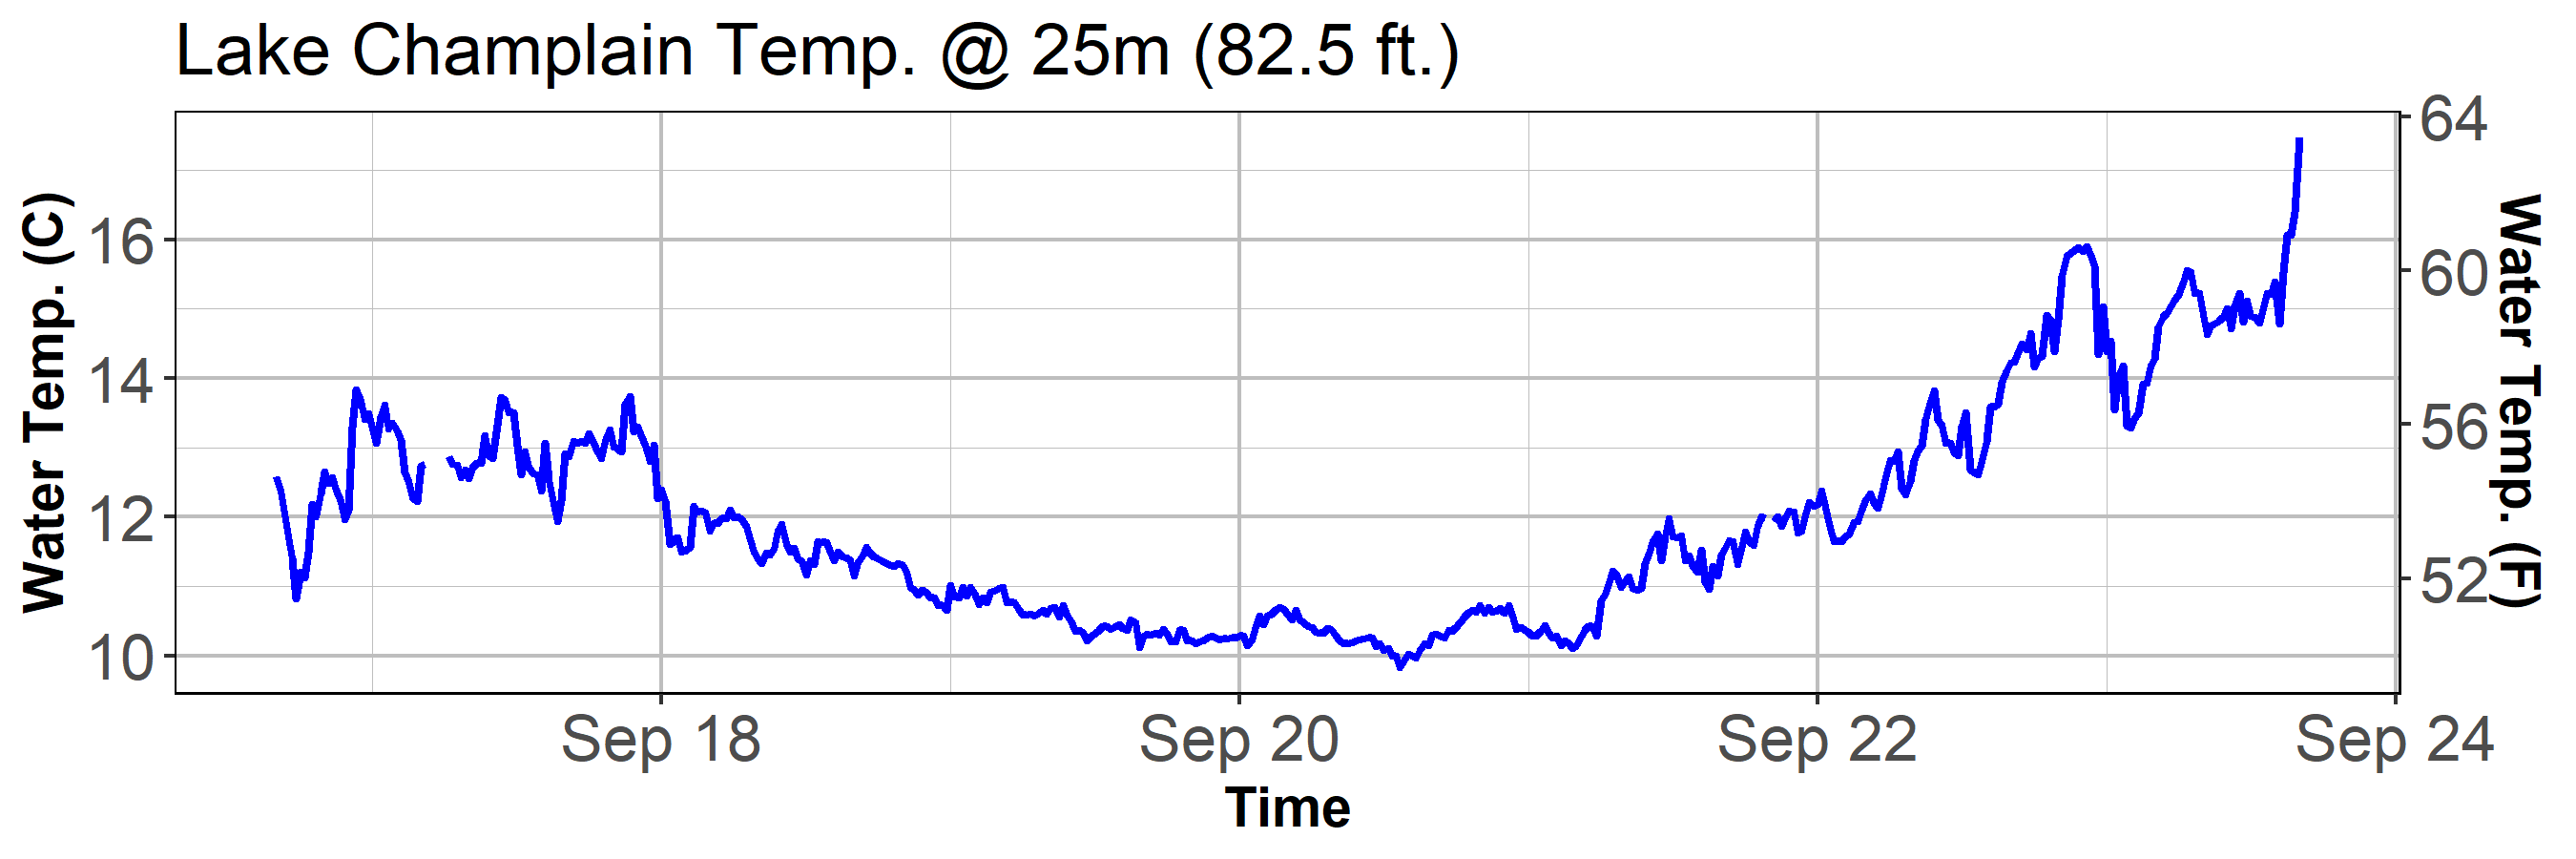 Lake Champlain Temp. @ 25m (82.5 ft.)
Water Temp. (C)
16
14
12
10
64
60
56
52
Water Temp. (F)
Sep 18
Sep 20
Sep 22
Sep 24
Time